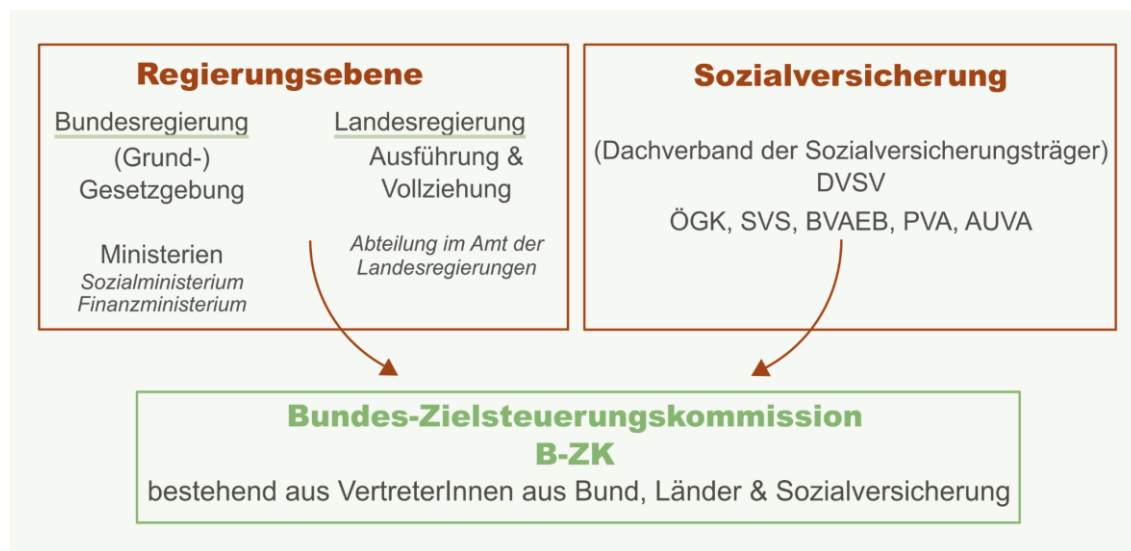 Regierungsebene
Bundesregierung
(Grund-)
Gesetzgebung
Ministerien
Sozialministerium
Finanzministerium
Landesregierung
Ausführung &
Vollziehung
Abteilung im Amt der
Landesregierungen
Sozialversicherung
(Dachverband der Sozialversicherungsträger)
DVSV
ÖGK, SVS, BVAEB, PVA, AUVA
Bundes-Zielsteuerungskommission
B-ZK
bestehend aus VertreterInnen aus Bund, Länder & Sozialversicherung